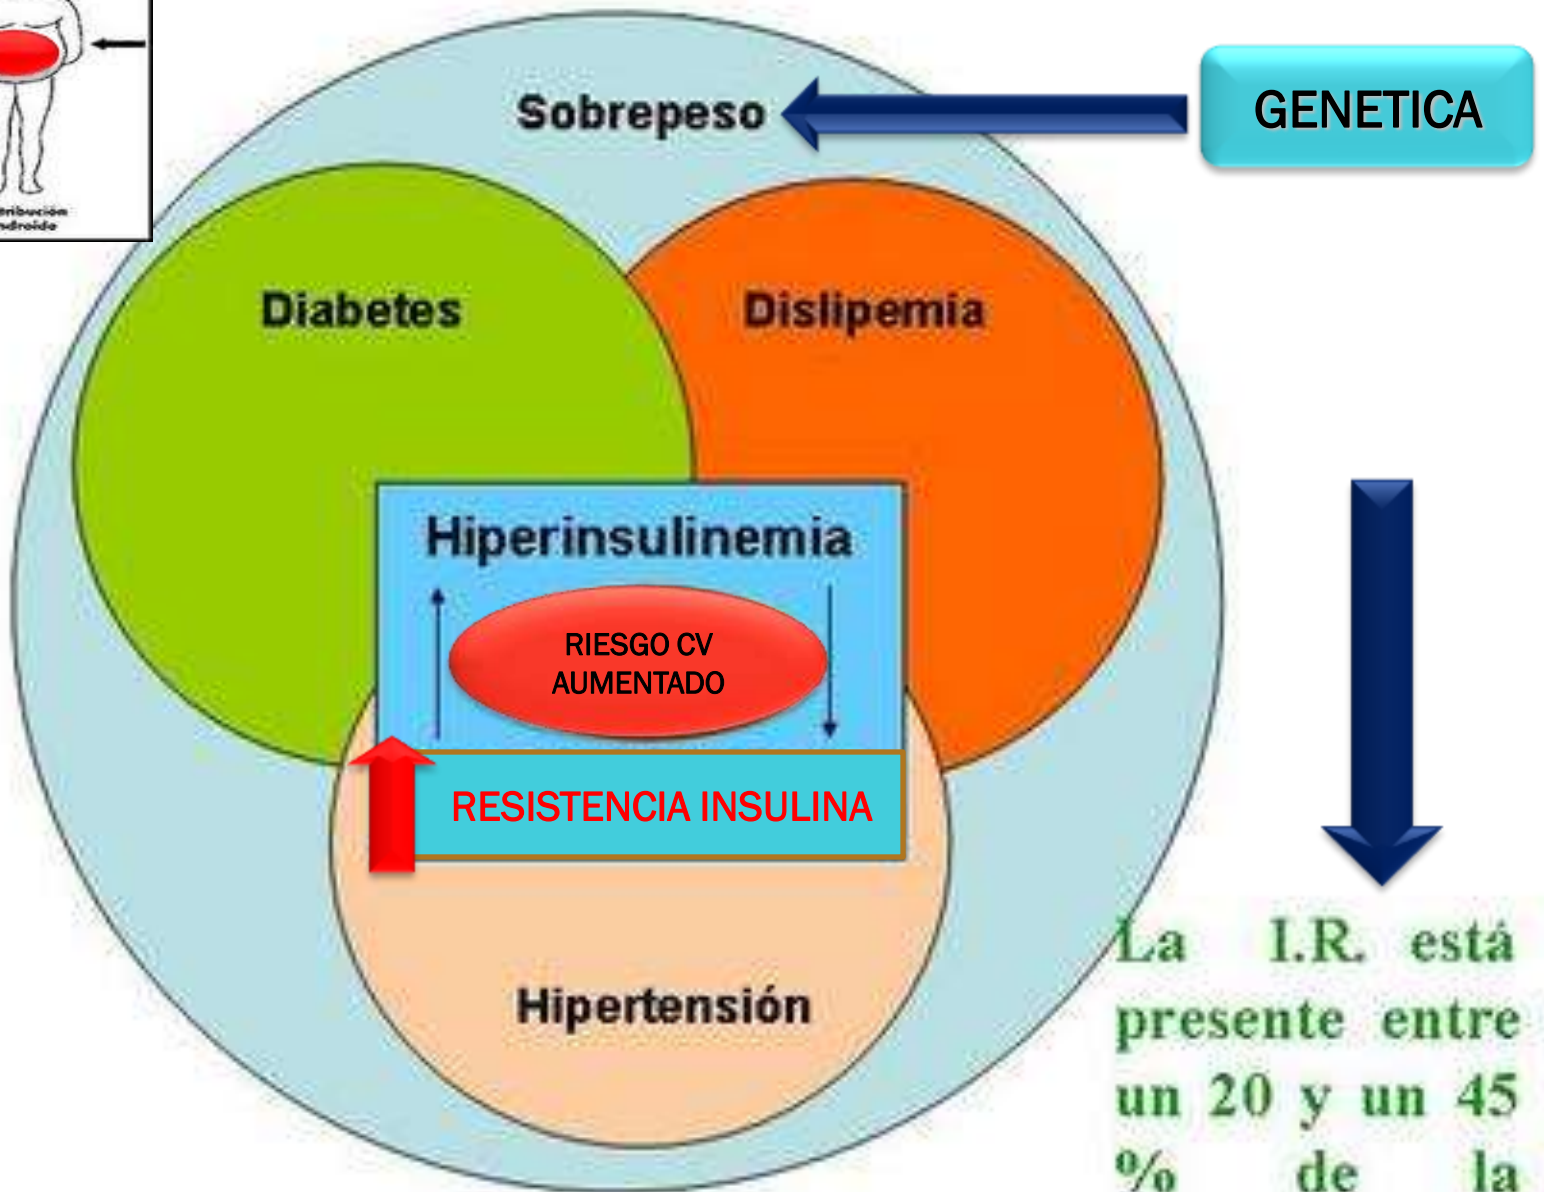 Sobrepeso
GENETICA
Diabetes
Dislipemia
Hiperinsulinemia
RIESGO CV
AUMENTADO
RESISTENCIA INSULINA
Hipertensión
La I.R. está
presente entre
un 20 y un 45
% de la